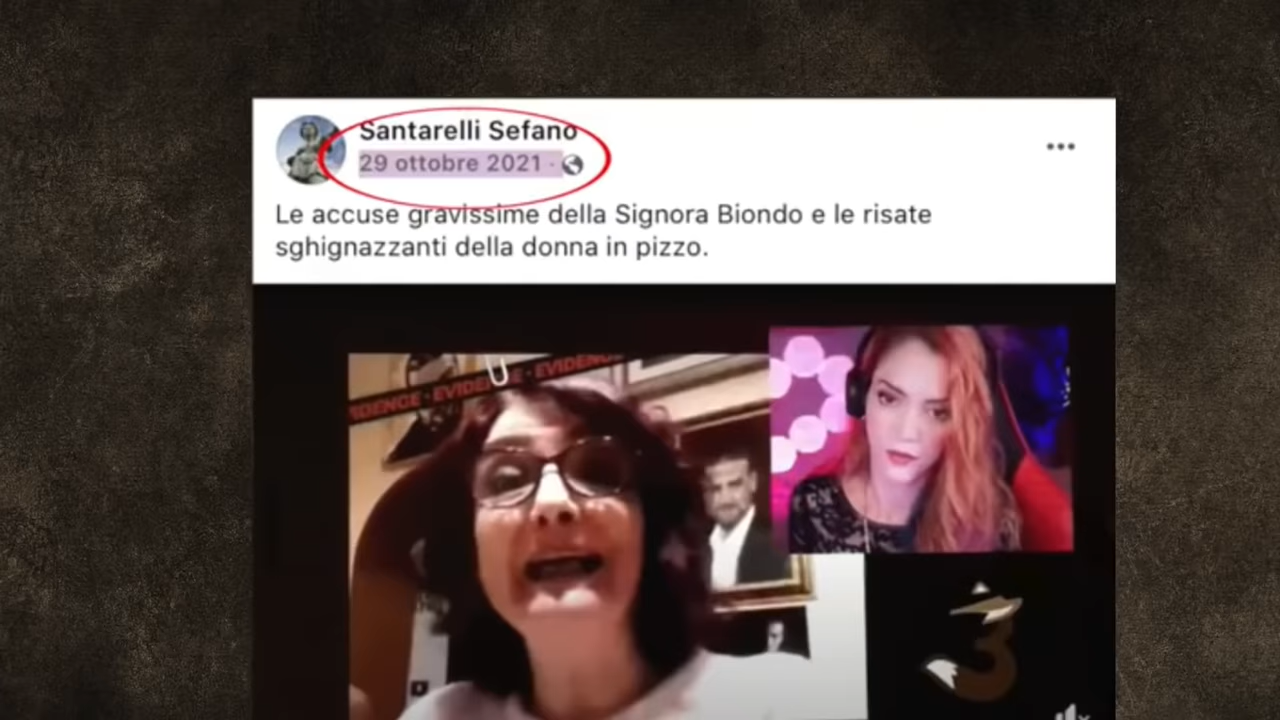 Santarelli Sefano
29 ottobre 2021 ·
Le accuse gravissime della Signora Biondo e le risate
sghignazzanti della donna in pizzo.
EVIDENCE · EVIDENCE
3